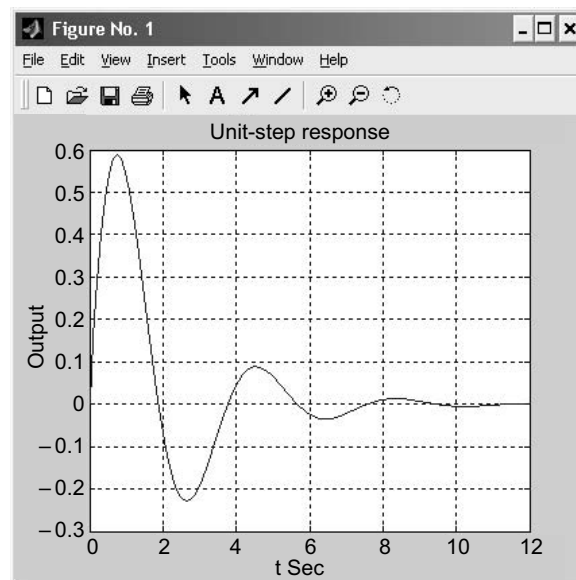 Figure No. 1
File Edit View Insert Tools Window Help
A
Unit-step response
Output
0.6
0.5
0.4
0.3
0.2
0.1
0
−0.1
−0.2
−0.3
0 2 4 6 8 10 12
t Sec